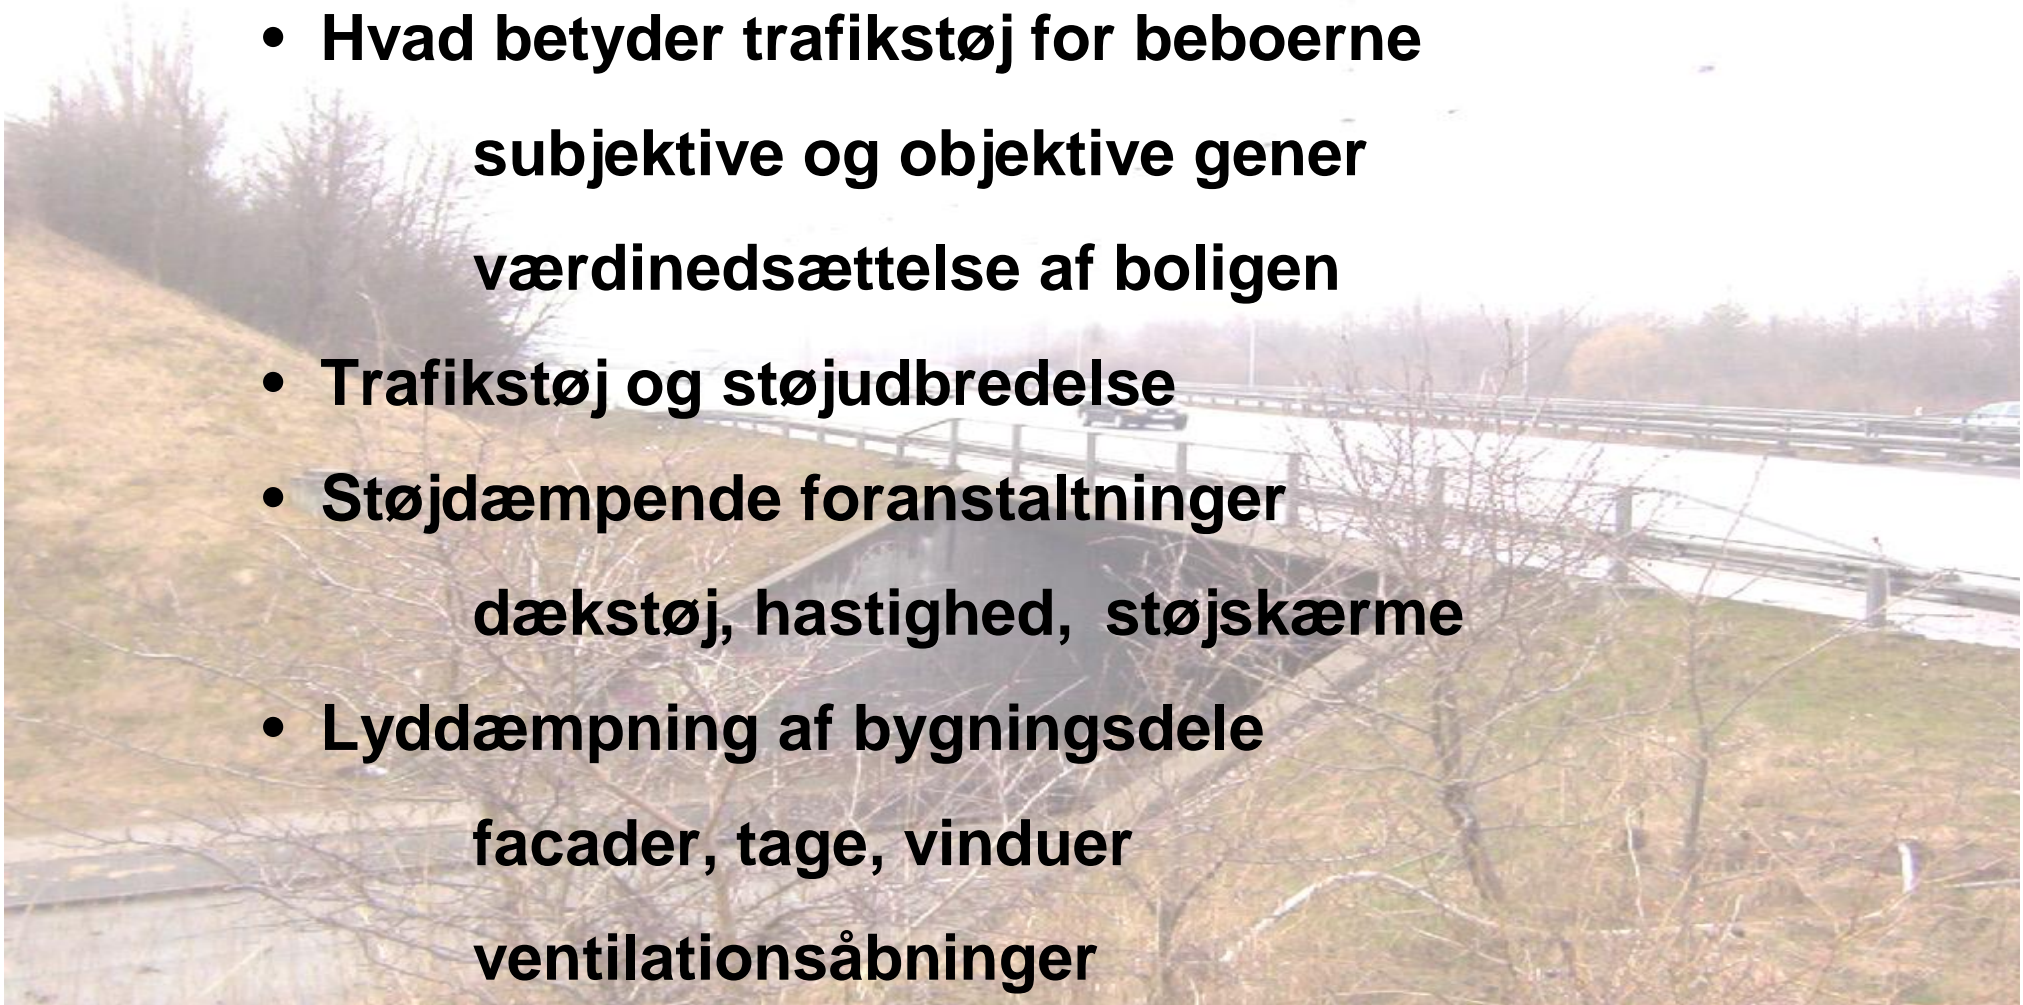 • Hvad betyder trafikstøj for beboerne
subjektive og objektive gener
værdinedsættelse af boligen
• Trafikstøj og støjudbredelse
• Støjdæmpende foranstaltninger
dækstøj, hastighed, støjskærme
• Lyddæmpning af bygningsdele
facader, tage, vinduer
ventilationsåbninger